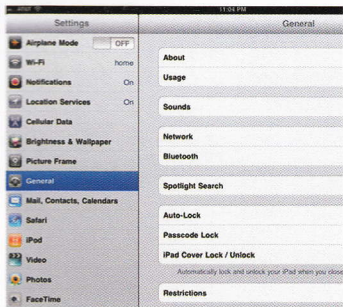 AT&T
11:04 PM
Settings
General
Airplane Mode OFF
Wi-Fi home
Notifications On
Location Services On
Cellular Data
Brightness & Wallpaper
Picture Frame
General
Mail, Contacts, Calendars
Safari
iPod
Video
Photos
FaceTime
About
Usage
Sounds
Network
Bluetooth
Spotlight Search
Auto-Lock
Passcode Lock
iPad Cover Lock / Unlock
Automatically lock and unlock your iPad when you close
Restrictions